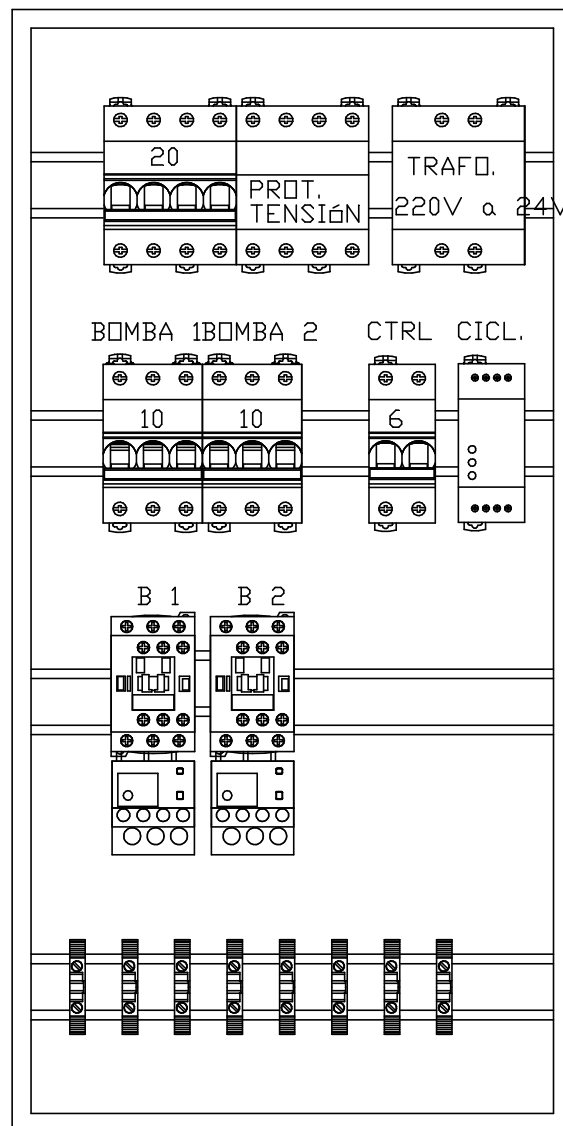 20
PROT.
TENSIÓN
TRAFO.
220V a 24V
BOMBA 1 BOMBA 2 CTRL CICL.
10 10 6
B 1 B 2